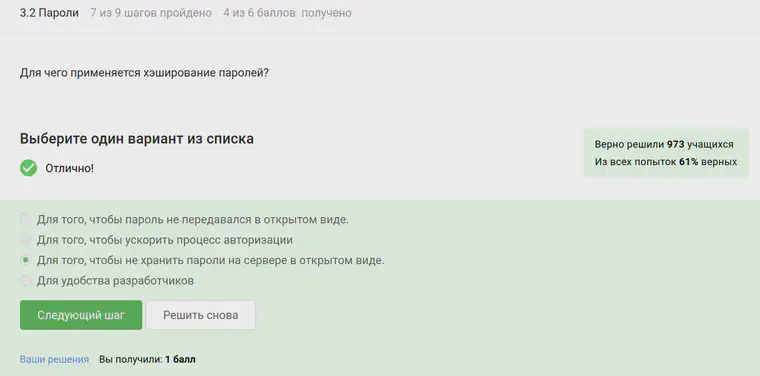 3.2 Пароли 7 из 9 шагов пройдено 4 из 6 баллов получено
Для чего применяется хэширование паролей?
Выберите один вариант из списка
Отлично!
Верно решили 973 учащихся
Из всех попыток 61% верных
Для того, чтобы пароль не передавался в открытом виде.
Для того, чтобы ускорить процесс авторизации
Для того, чтобы не хранить пароли на сервере в открытом виде.
Для удобства разработчиков
Следующий шаг Решить снова
Ваши решения Вы получили: 1 балл